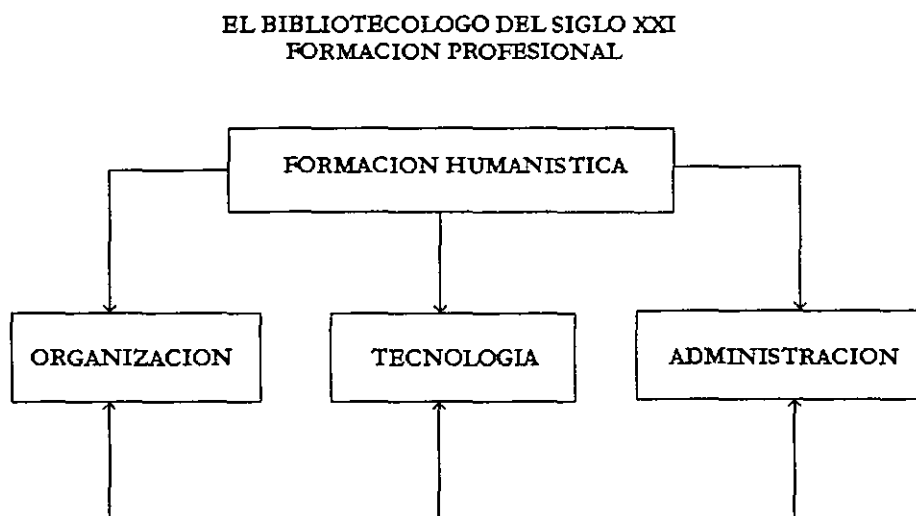 EL BIBLIOTECOLOGO DEL SIGLO XXI
FORMACION PROFESIONAL
FORMACION HUMANISTICA
ORGANIZACION
TECNOLOGIA
ADMINISTRACION